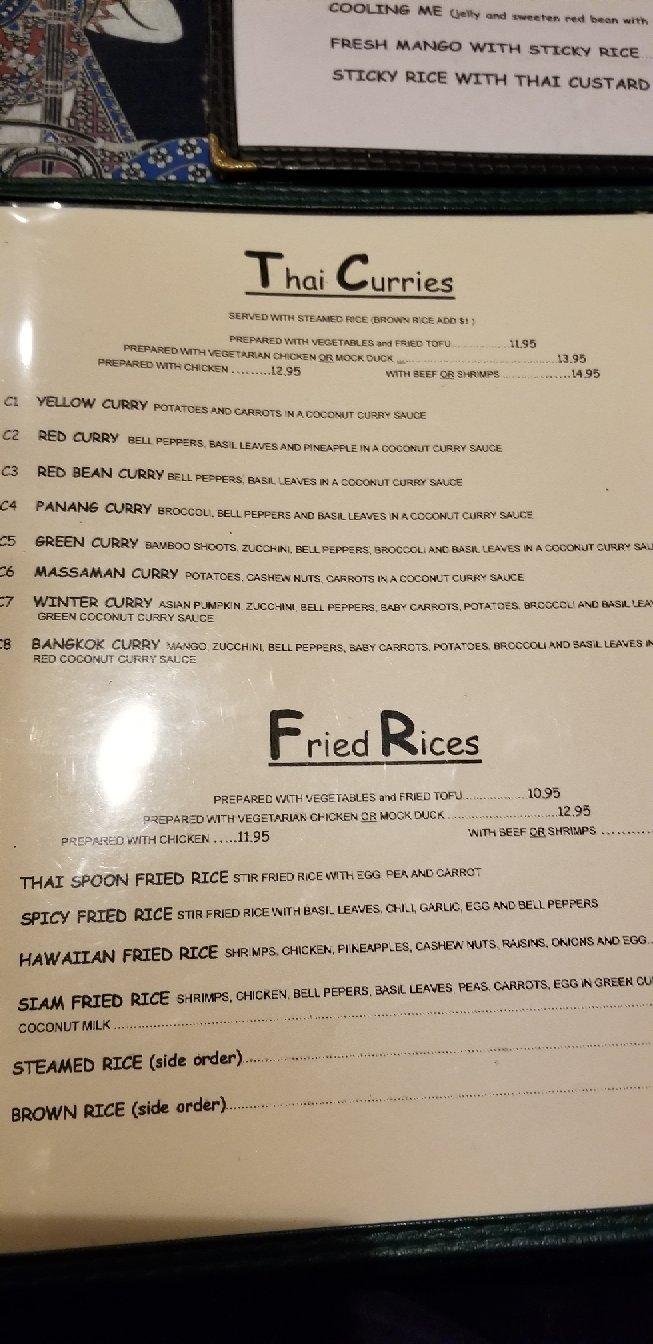 COOLING ME (jelly and sweeten red bean with
FRESH MANGO WITH STICKY RICE...
STICKY RICE WITH THAI CUSTARD
Thai Curries
SERVED WITH STEAMED RICE (BROWN RICE ADD $1)
PREPARED WITH VEGETABLES and FRIED TOFU....................11.95
PREPARED WITH VEGETARIAN CHICKEN OR MOCK DUCK ..................................................13.95
PREPARED WITH CHICKEN .........12.95 WITH BEEF OR SHRIMPS .....................14.95
C1 YELLOW CURRY POTATOES AND CARROTS IN A COCONUT CURRY SAUCE
C2 RED CURRY BELL PEPPERS, BASIL LEAVES AND PINEAPPLE IN A COCONUT CURRY SAUCE
C3 RED BEAN CURRY BELL PEPPERS, BASIL LEAVES IN A COCONUT CURRY SAUCE
C4 PANANG CURRY BROCCOLI, BELL PEPPERS AND BASIL LEAVES IN A COCONUT CURRY SAUCE
C5 GREEN CURRY BAMBOO SHOOTS, ZUCCHINI, BELL PEPPERS, BROCCOLI AND BASIL LEAVES IN A COCONUT CURRY SAU
C6 MASSAMAN CURRY POTATOES, CASHEW NUTS, CARROTS IN A COCONUT CURRY SAUCE
C7 WINTER CURRY ASIAN PUMPKIN, ZUCCHINI, BELL PEPPERS, BABY CARROTS, POTATOES, BROCCOLI AND BASIL LEA
GREEN COCONUT CURRY SAUCE
C8 BANGKOK CURRY MANGO, ZUCCHINI, BELL PEPPERS, BABY CARROTS, POTATOES, BROCCOLI AND BASIL LEAVES IN
RED COCONUT CURRY SAUCE
Fried Rices
PREPARED WITH VEGETABLES and FRIED TOFU..................10.95
PREPARED WITH VEGETARIAN CHICKEN OR MOCK DUCK ..................................12.95
PREPARED WITH CHICKEN .....11.95 WITH BEEF OR SHRIMPS ..........
THAI SPOON FRIED RICE STIR FRIED RICE WITH EGG PEA AND CARROT
SPICY FRIED RICE STIR FRIED RICE WITH BASIL LEAVES, CHILI, GARLIC, EGG AND BELL PEPPERS
HAWAIIAN FRIED RICE SHRIMPS, CHICKEN, PIINEAPPLES, CASHEW NUTS, RAISINS, ONIONS AND EGG..
SIAM FRIED RICE SHRIMPS, CHICKEN, BELL PEPERS, BASIL LEAVES PEAS, CARROTS, EGG IN GREEN CU
COCONUT MILK ..........................................................................................
STEAMED RICE (side order)..........................................................................
BROWN RICE (side order)..............................................................................